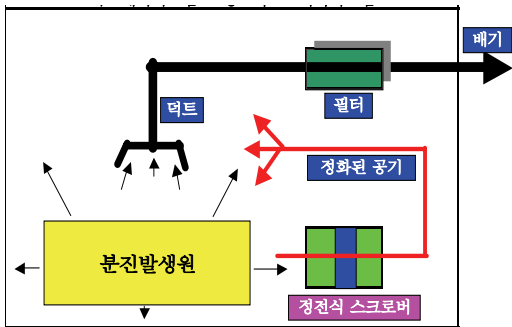 배기
필터
덕트
정화된 공기
분진발생원
정전식 스크로버